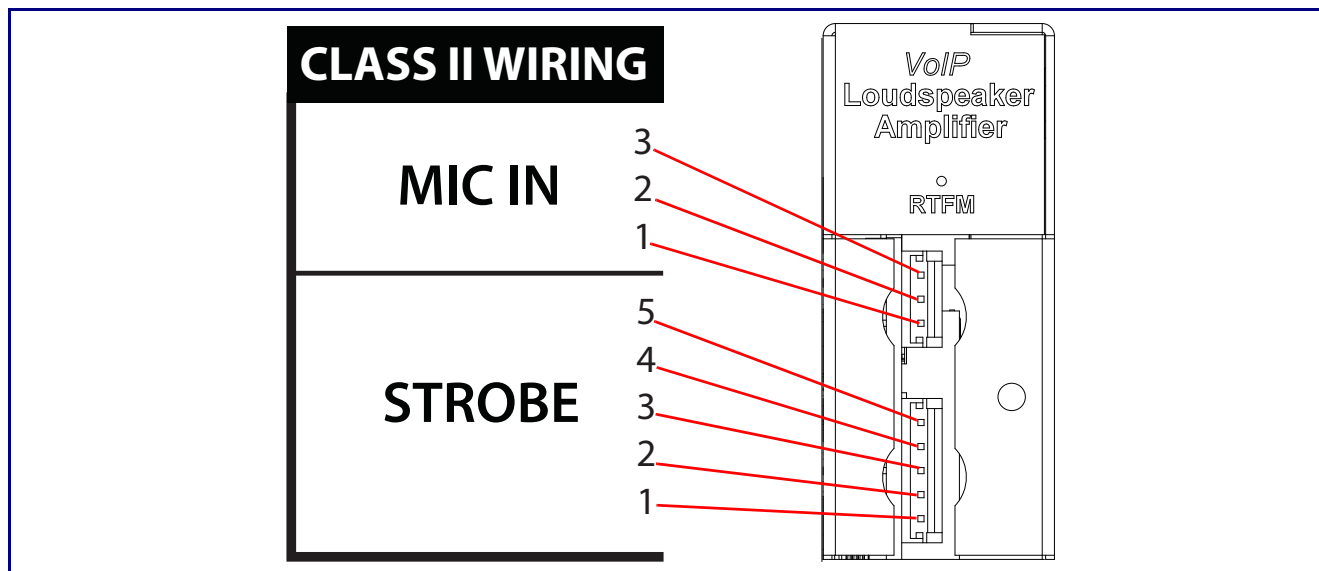 CLASS II WIRING
MIC IN
3
2
1
STROBE
5
4
3
2
1
VoIP
Loudspeaker
Amplifier
RTFM